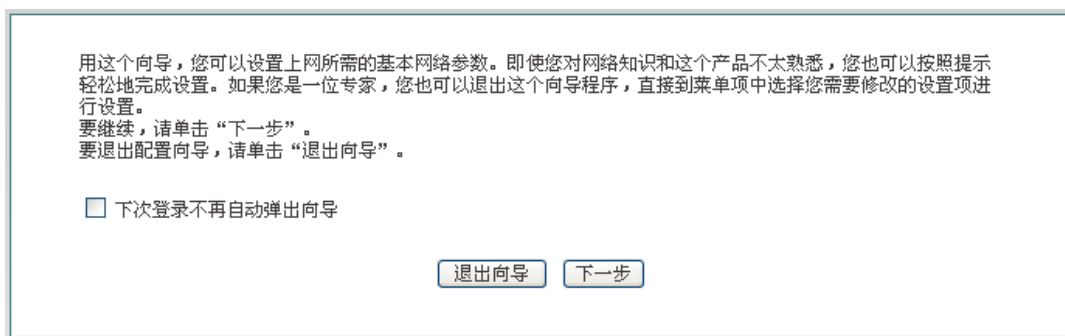 用这个向导，您可以设置上网所需的基本网络参数。即使您对网络知识和这个产品不太熟悉，您也可以按照提示
轻松地完成设置。如果您是一位专家，您也可以退出这个向导程序，直接到菜单项中选择您需要修改的设置项进
行设置。
要继续，请单击“下一步”。
要退出配置向导，请单击“退出向导”。
下次登录不再自动弹出向导
退出向导 下一步